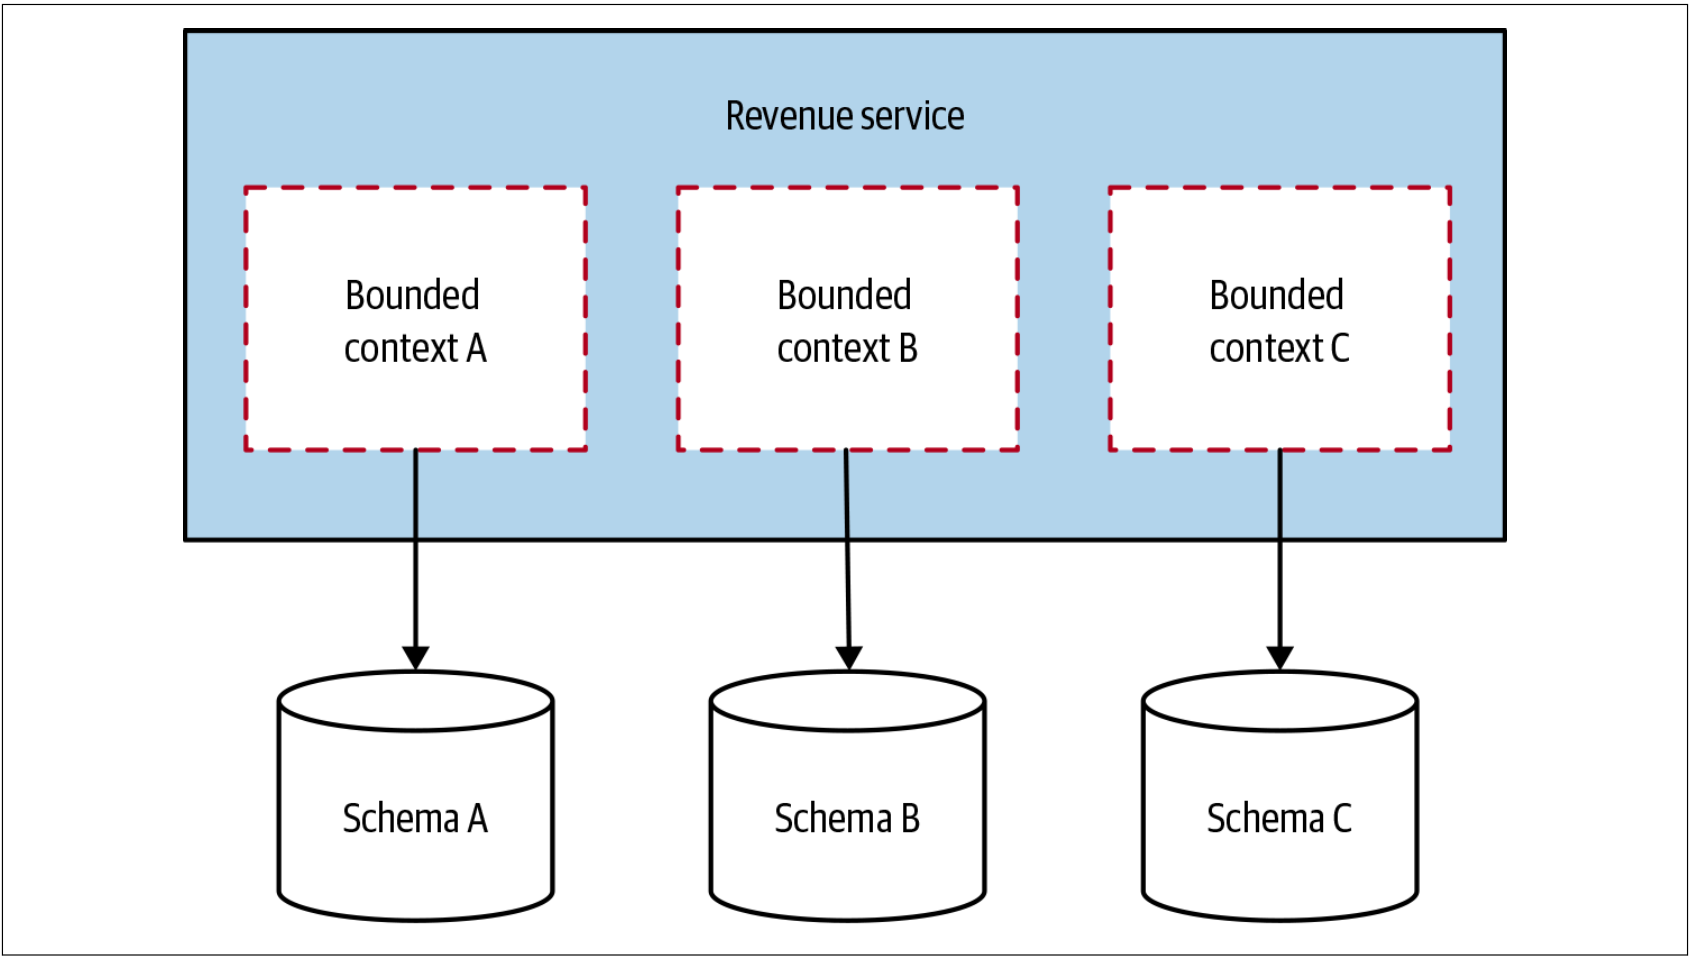 Revenue service
Bounded
context A
Bounded
context B
Bounded
context C
Schema A
Schema B
Schema C